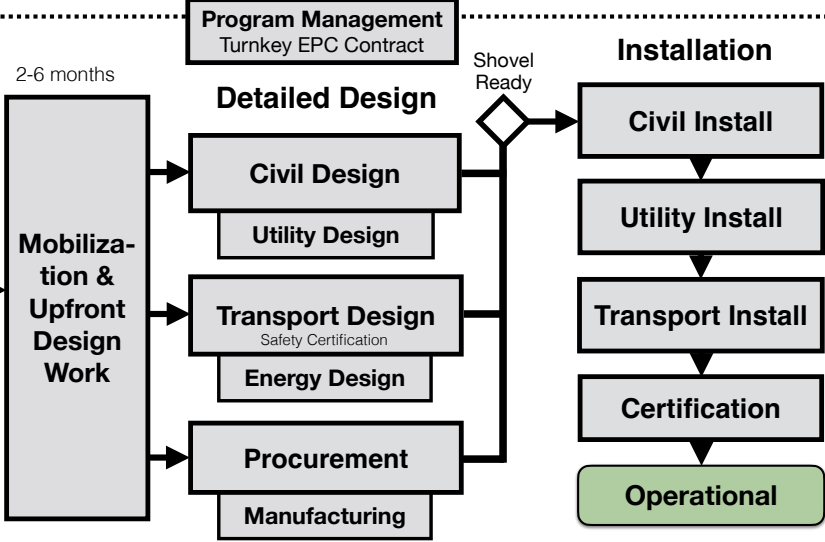 Program Management
Turnkey EPC Contract
2-6 months
Mobiliza-
tion &
Upfront
Design
Work
Detailed Design
Civil Design
Utility Design
Transport Design
Safety Certification
Energy Design
Procurement
Manufacturing
Shovel
Ready
Installation
Civil Install
Utility Install
Transport Install
Certification
Operational